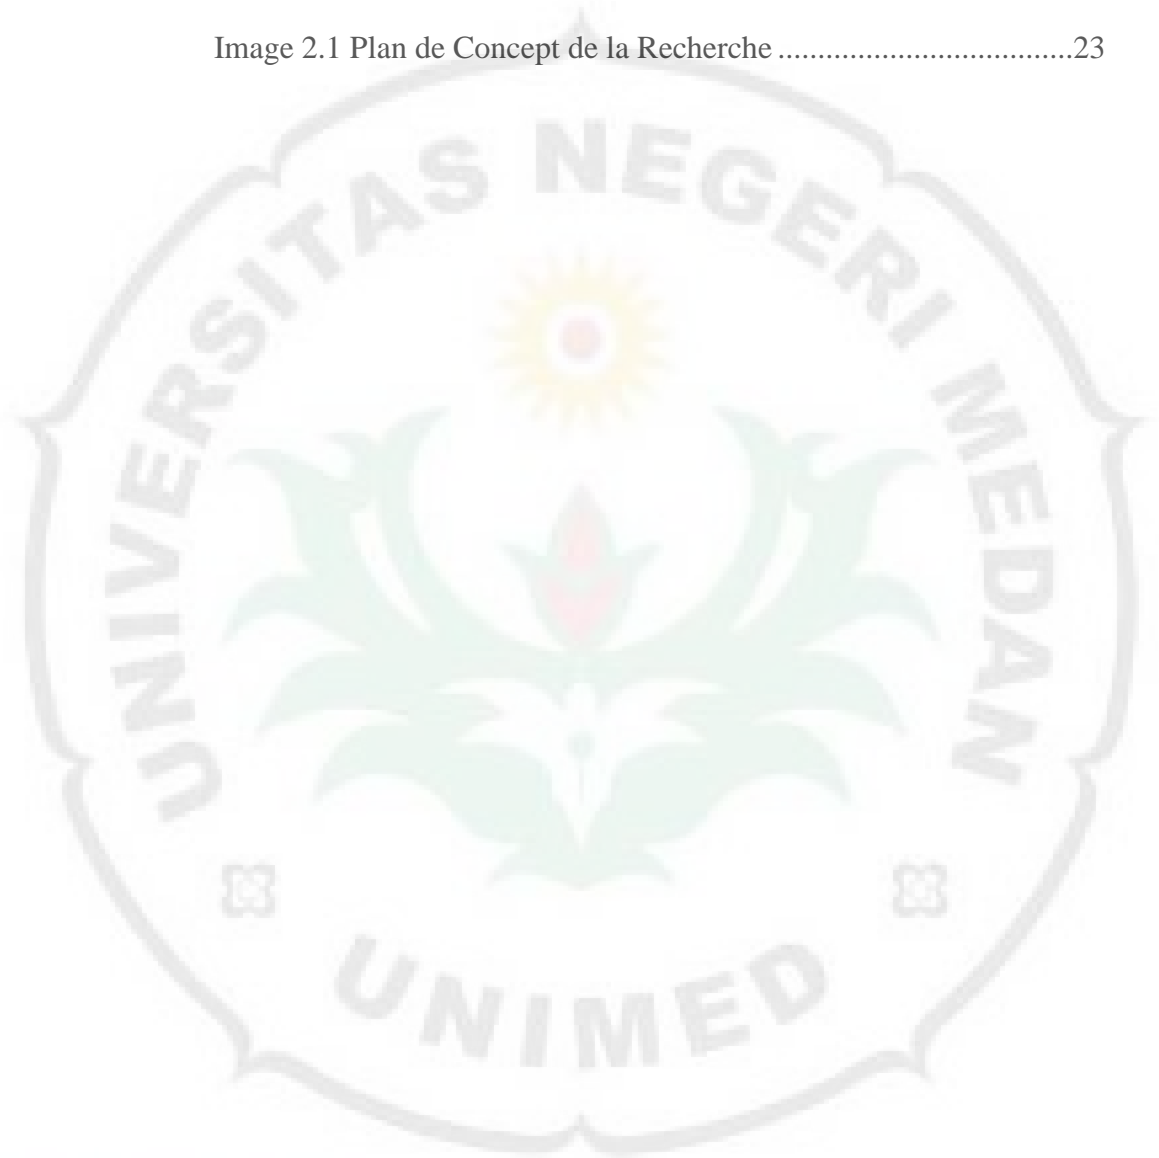 Image 2.1 Plan de Concept de la Recherche .....................................23
UNIVERSITAS NEGERI MEDAN
UNIMED